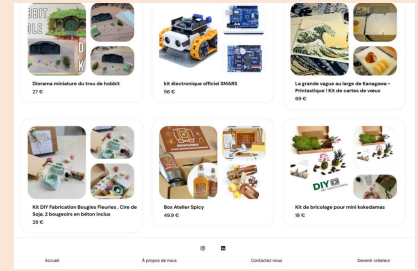 Diorama miniature du trou de hobbit
27 €
kit électronique officiel SMARS
56 €
La grande vague au large de Kanagawa -
Printastique ! Kit de cartes de vœux
69 €
Kit DIY Fabrication Bougies Fleuries , Cire de
Soja, 2 bougeoirs en béton inclus
28 €
Box Atelier Spicy
49.9 €
DIY
Kit de bricolage pour mini kokedamas
18 €
Accueil
À propos de nous
Contactez nous
Devenir créateur